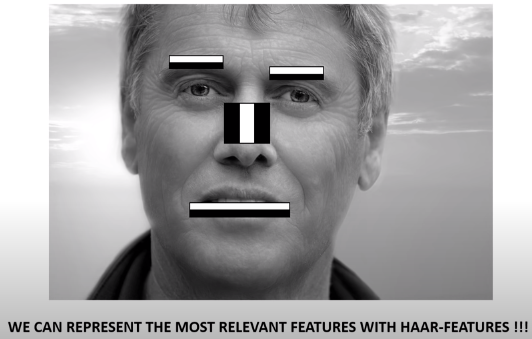 WE CAN REPRESENT THE MOST RELEVANT FEATURES WITH HAAR-FEATURES !!!